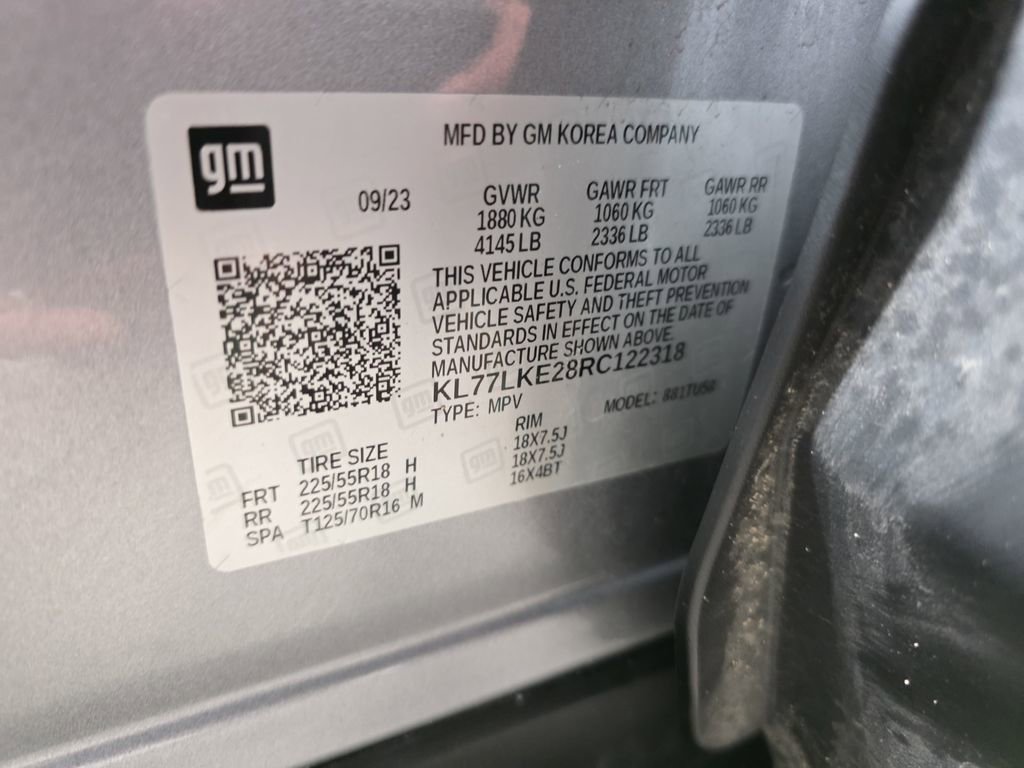 gm
MFD BY GM KOREA COMPANY
09/23
GVWR GAWR FRT GAWR RR
1880 KG 1060 KG 1060 KG
4145 LB 2336 LB 2336 LB
THIS VEHICLE CONFORMS TO ALL
APPLICABLE U.S. FEDERAL MOTOR
VEHICLE SAFETY AND THEFT PREVENTION
STANDARDS IN EFFECT ON THE DATE OF
MANUFACTURE SHOWN ABOVE.
KL77LKE28RC122318
TYPE: MPV MODEL: 881TU58
TIRE SIZE RIM
FRT 225/55R18 H 18X7.5J
RR 225/55R18 H 18X7.5J
SPA T125/70R16 M 16X4BT